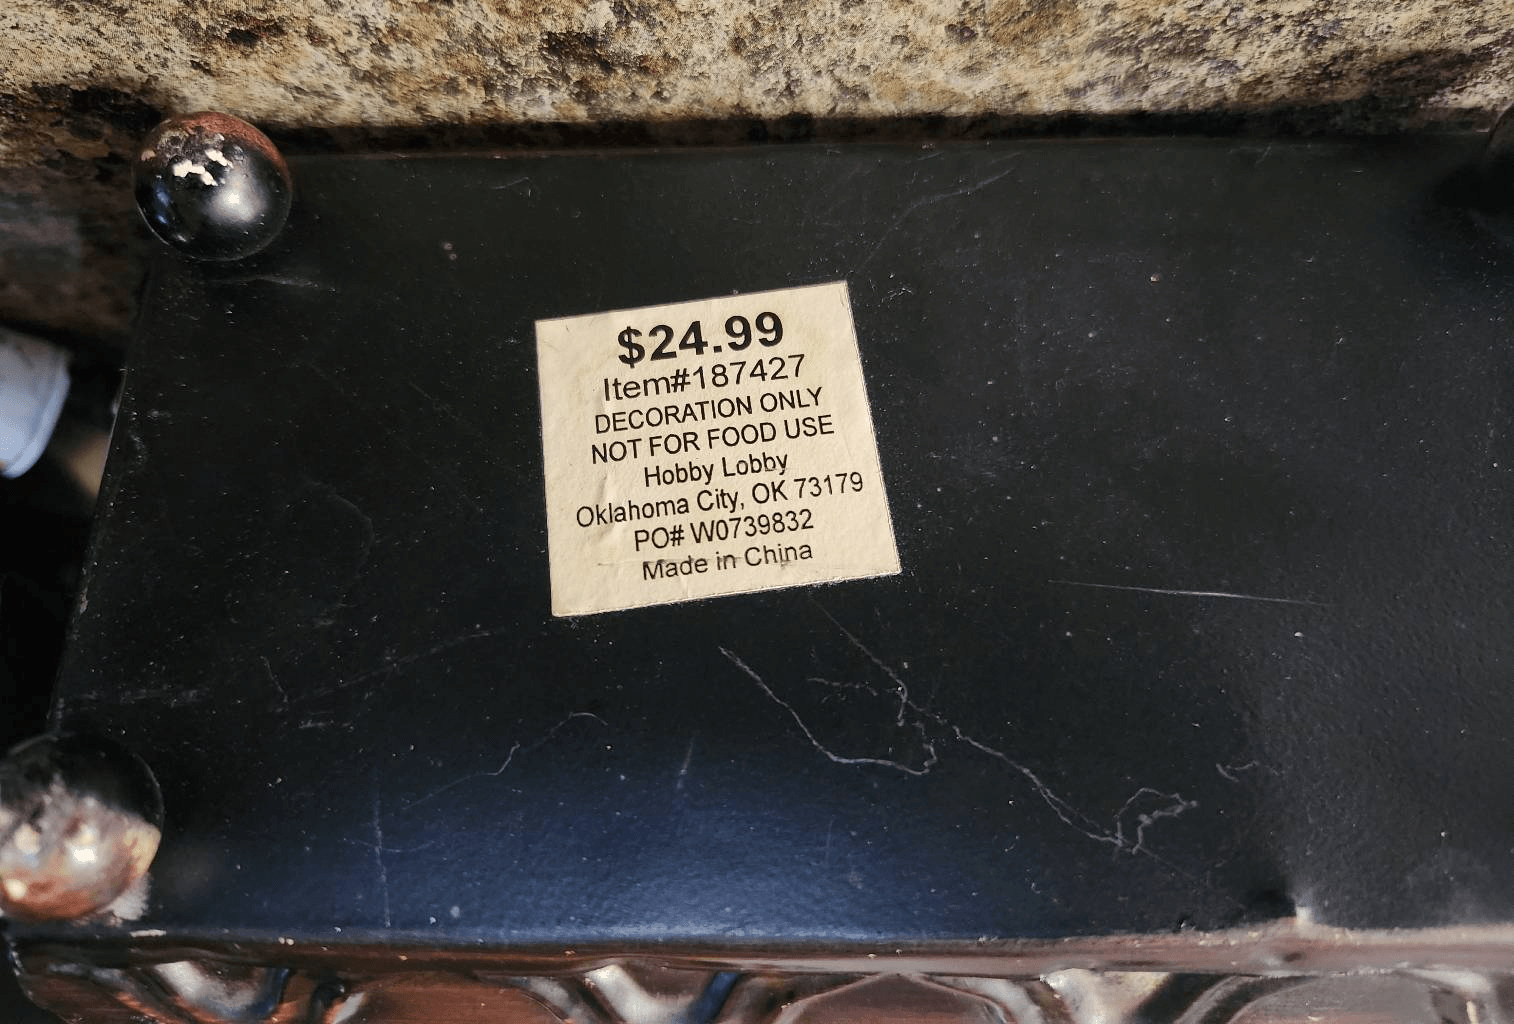 $24.99
Item#187427
DECORATION ONLY
NOT FOR FOOD USE
Hobby Lobby
Oklahoma City, OK 73179
PO# W0739832
Made in China